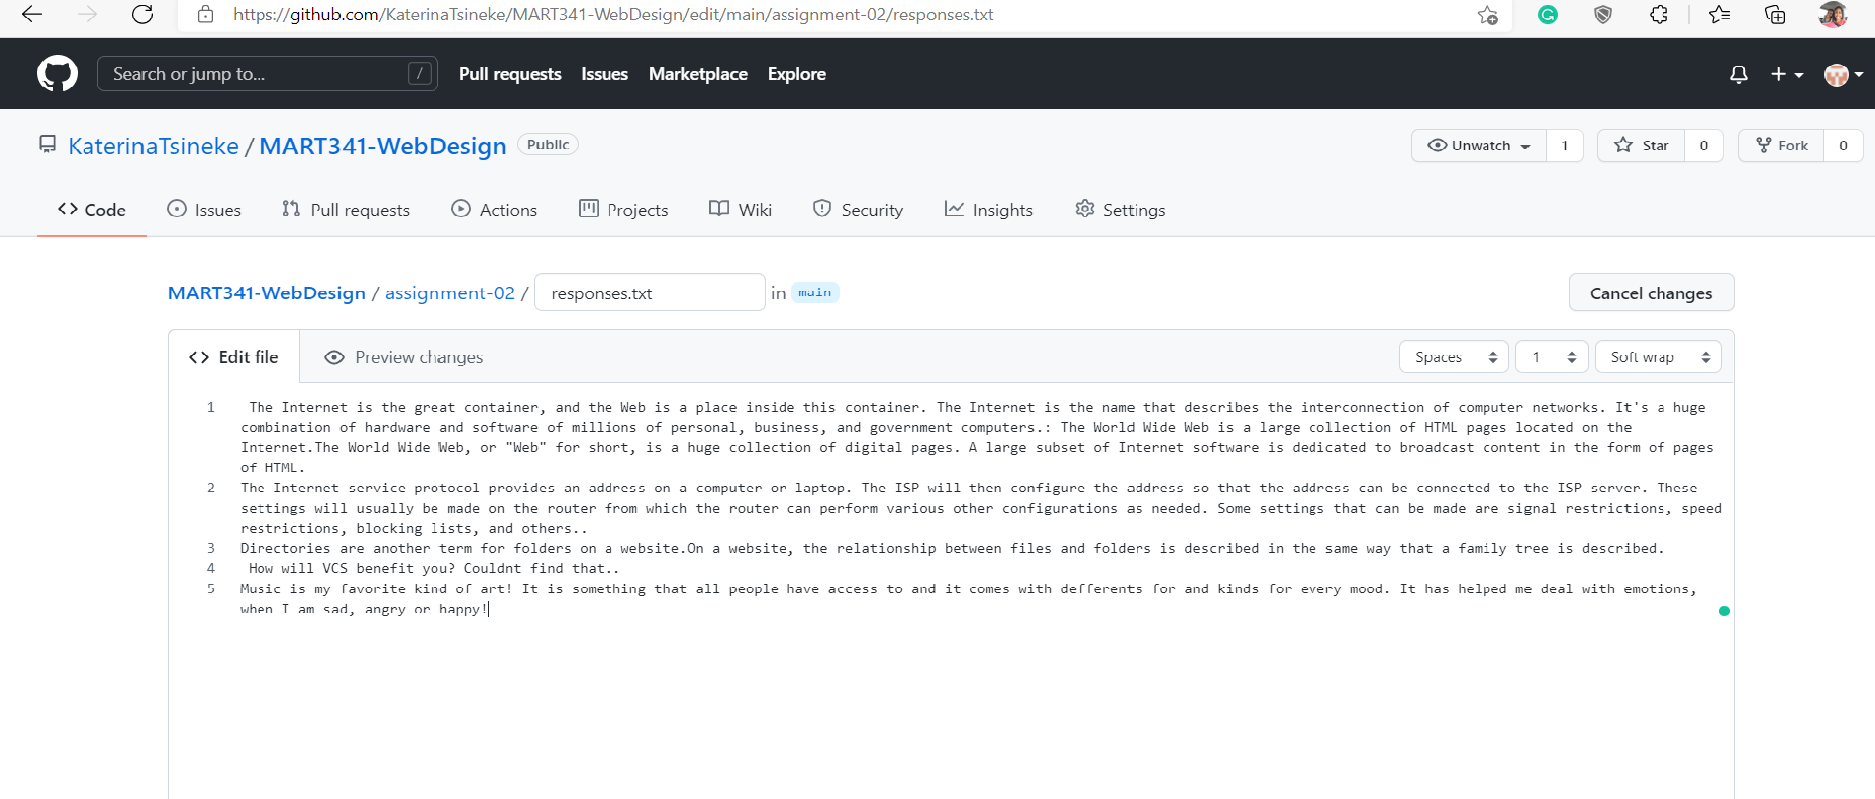 https://github.com/KaterinaTsineke/MART341-WebDesign/edit/main/assignment-02/responses.txt
Search or jump to... /
Pull requests Issues Marketplace Explore
KaterinaTsineke / MART341-WebDesign Public
Unwatch 1 Star 0 Fork 0
Code Issues Pull requests Actions Projects Wiki Security Insights Settings
MART341-WebDesign / assignment-02 / responses.txt in main
Cancel changes
Edit file Preview changes
Spaces 1 Soft wrap
1 The Internet is the great container, and the Web is a place inside this container. The Internet is the name that describes the interconnection of computer networks. It's a huge
combination of hardware and software of millions of personal, business, and government computers.: The World Wide Web is a large collection of HTML pages located on the
Internet.The World Wide Web, or "Web" for short, is a huge collection of digital pages. A large subset of Internet software is dedicated to broadcast content in the form of pages
of HTML.
2 The Internet service protocol provides an address on a computer or laptop. The ISP will then configure the address so that the address can be connected to the ISP server. These
settings will usually be made on the router from which the router can perform various other configurations as needed. Some settings that can be made are signal restrictions, speed
restrictions, blocking lists, and others..
3 Directories are another term for folders on a website.On a website, the relationship between files and folders is described in the same way that a family tree is described.
4 How will VCS benefit you? Couldnt find that..
5 Music is my favorite kind of art! It is something that all people have access to and it comes with defferents for and kinds for every mood. It has helped me deal with emotions,
when I am sad, angry or happy!